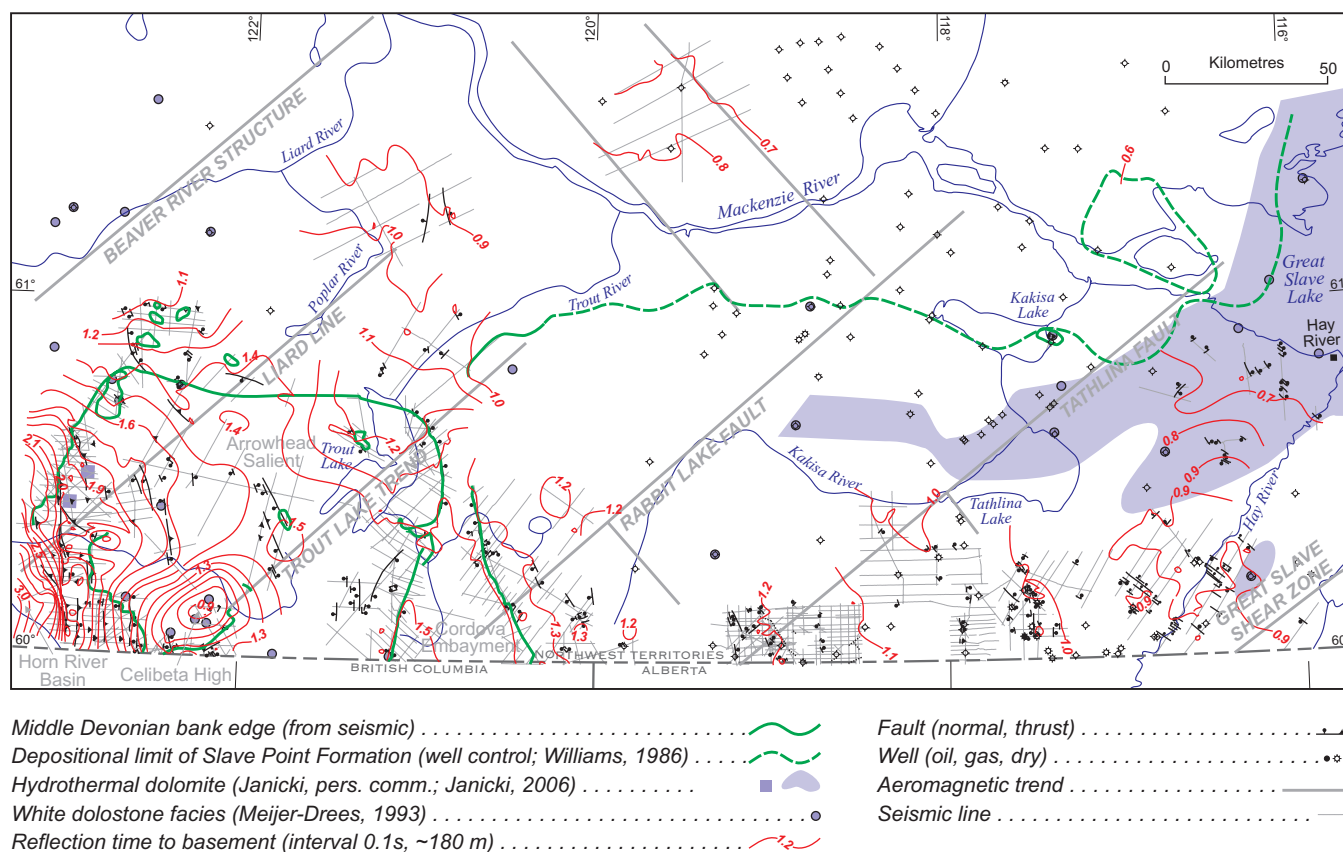 122°
120°
118°
116°
Kilometres
0
50
BEAVER RIVER STRUCTURE
Liard River
0.7
0.8
0.6
Mackenzie River
1.0
0.9
Poplar River
Trout River
Great
Slave
Lake
61°
61
1.1
1.2
Kakisa
Lake
Hay
River
LIARD LINE
1.4
1.1
1.0
TATHLINA FAULT
0.7
2.1
1.6
1.4
Arrowhead
Salient
1.2
Trout
Lake
RABBIT LAKE FAULT
0.8
0.9
0.9
1.9
1.5
TROUT LAKE TREND
1.2
1.2
Kakisa River
1.0
Tathlina
Lake
Hay River
3.0
1.3
0.9
1.3
1.5
Cordova
Embayment
1.3
1.3
1.2
1.2
1.1
0.9
1.0
GREAT SLAVE
SHEAR ZONE
0.9
60°
60
Horn River
Basin
Celibeta High
BRITISH COLUMBIA
NORTHWEST TERRITORIES
ALBERTA
Middle Devonian bank edge (from seismic)
Depositional limit of Slave Point Formation (well control; Williams, 1986)
Hydrothermal dolomite (Janicki, pers. comm.; Janicki, 2006)
White dolostone facies (Meijer-Drees, 1993)
Reflection time to basement (interval 0.1s, ~180 m)
1.2
Fault (normal, thrust)
Well (oil, gas, dry)
Aeromagnetic trend
Seismic line